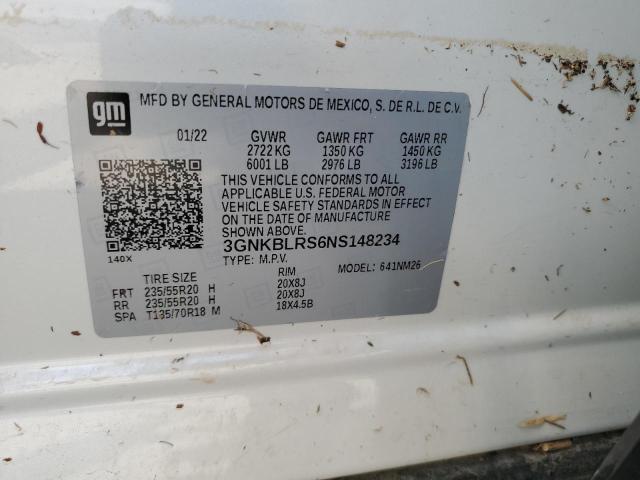 gm
MFD BY GENERAL MOTORS DE MEXICO, S. DE R.L. DE C.V.
01/22 GVWR GAWR FRT GAWR RR
2722 KG 1350 KG 1450 KG
6001 LB 2976 LB 3196 LB
THIS VEHICLE CONFORMS TO ALL
APPLICABLE U.S. FEDERAL MOTOR
VEHICLE SAFETY STANDARDS IN EFFECT
ON THE DATE OF MANUFACTURE
SHOWN ABOVE.
3GNKBLRS6NS148234
140X TYPE: M.P.V. MODEL: 641NM26
TIRE SIZE RIM
FRT 235/55R20 H 20X8J
RR 235/55R20 H 20X8J
SPA T135/70R18 M 18X4.5B